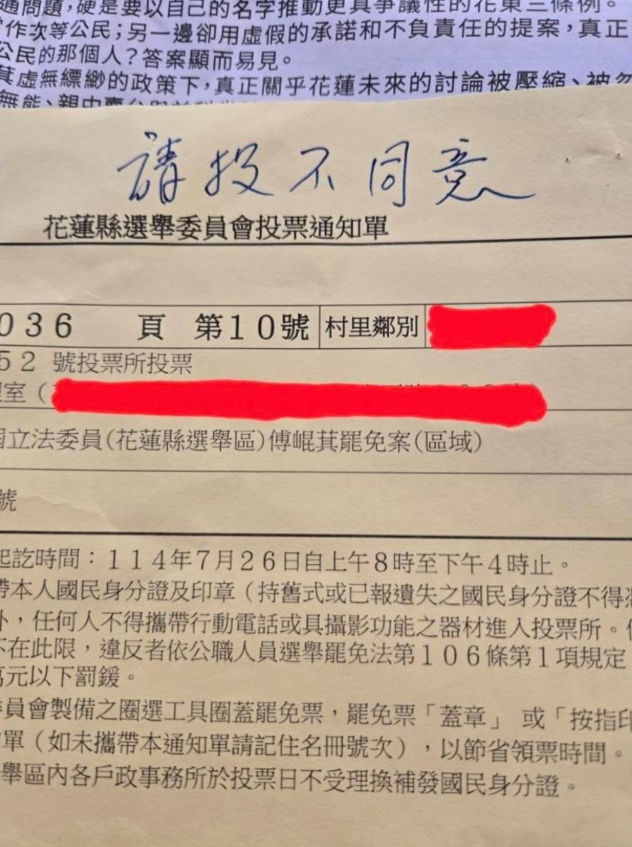 通問題，硬是要以自己的名字推動更具爭議性的花東三條例。
作次等公民；另一邊卻用虛假的承諾和不負責任的提案，真正
公民的那個人？答案顯而易見。
萁虛無縹緲的政策下，真正關乎花蓮未來的討論被壓縮、被
無能、親中賣台
請投不同意
花蓮縣選舉委員會投票通知單
036 頁 第10號 村里鄰別
52 號投票所投票
室（
立法委員(花蓮縣選舉區)傅崐萁罷免案(區域)
號
起訖時間：114年7月26日自上午8時至下午4時止。
帶本人國民身分證及印章（持舊式或已報遺失之國民身分證不得
外，任何人不得攜帶行動電話或具攝影功能之器材進入投票所。
不在此限，違反者依公職人員選舉罷免法第106條第1項規定
萬元以下罰鍰。
委員會製備之圈選工具圈蓋罷免票，罷免票「蓋章」或「按指印
單（如未攜帶本通知單請記住名冊號次），以節省領票時間。
舉區內各戶政事務所於投票日不受理換補發國民身分證。